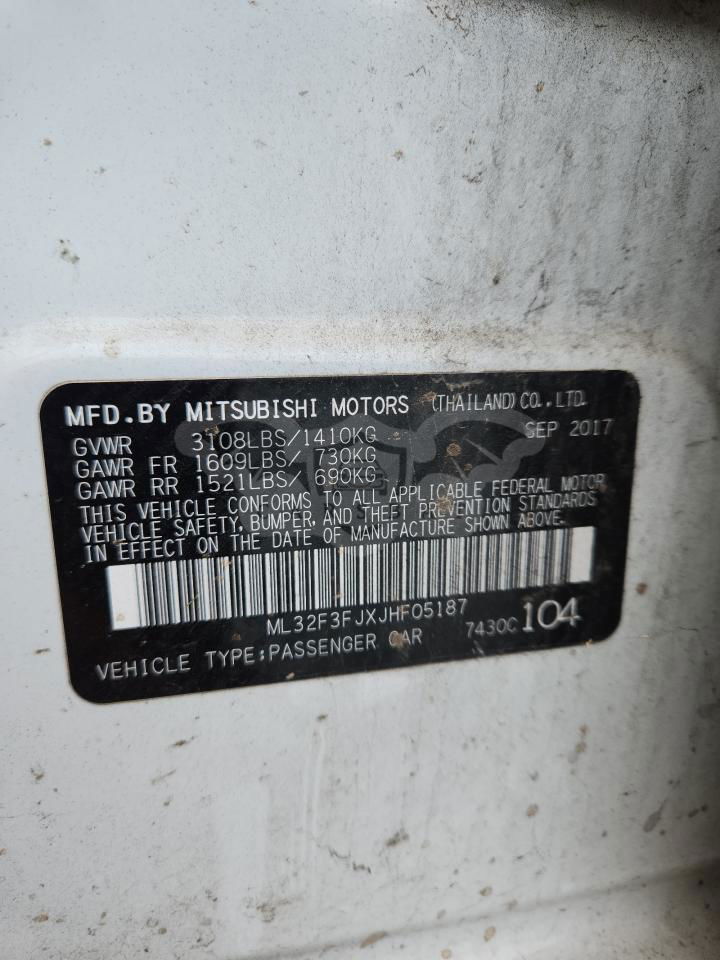 MFD.BY MITSUBISHI MOTORS (THAILAND) CO.,LTD.
GVWR 3108LBS/1410KG SEP 2017
GAWR FR 1609LBS/ 730KG
GAWR RR 1521LBS/ 690KG
THIS VEHICLE CONFORMS TO ALL APPLICABLE FEDERAL MOTOR
VEHICLE SAFETY, BUMPER, AND THEFT PREVENTION STANDARDS
IN EFFECT ON THE DATE OF MANUFACTURE SHOWN ABOVE.
ML32F3FJXJHF05187
VEHICLE TYPE:PASSENGER CAR 7430C 104